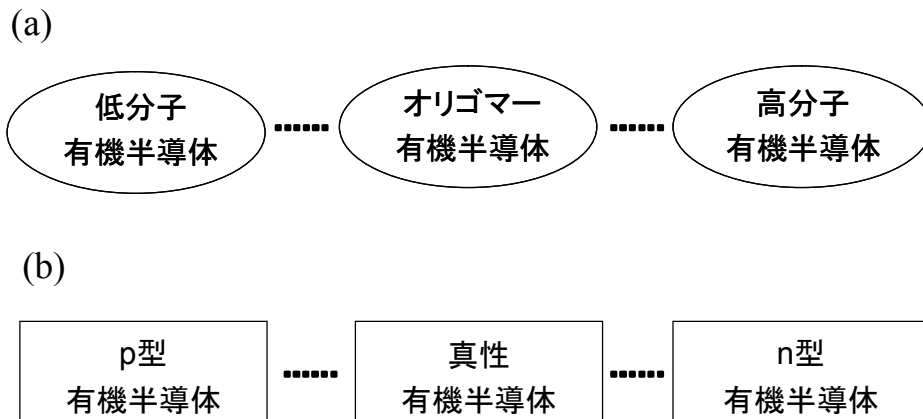 (a)
低分子
有機半導体
オリゴマー
有機半導体
高分子
有機半導体
(b)
p型
有機半導体
真性
有機半導体
n型
有機半導体